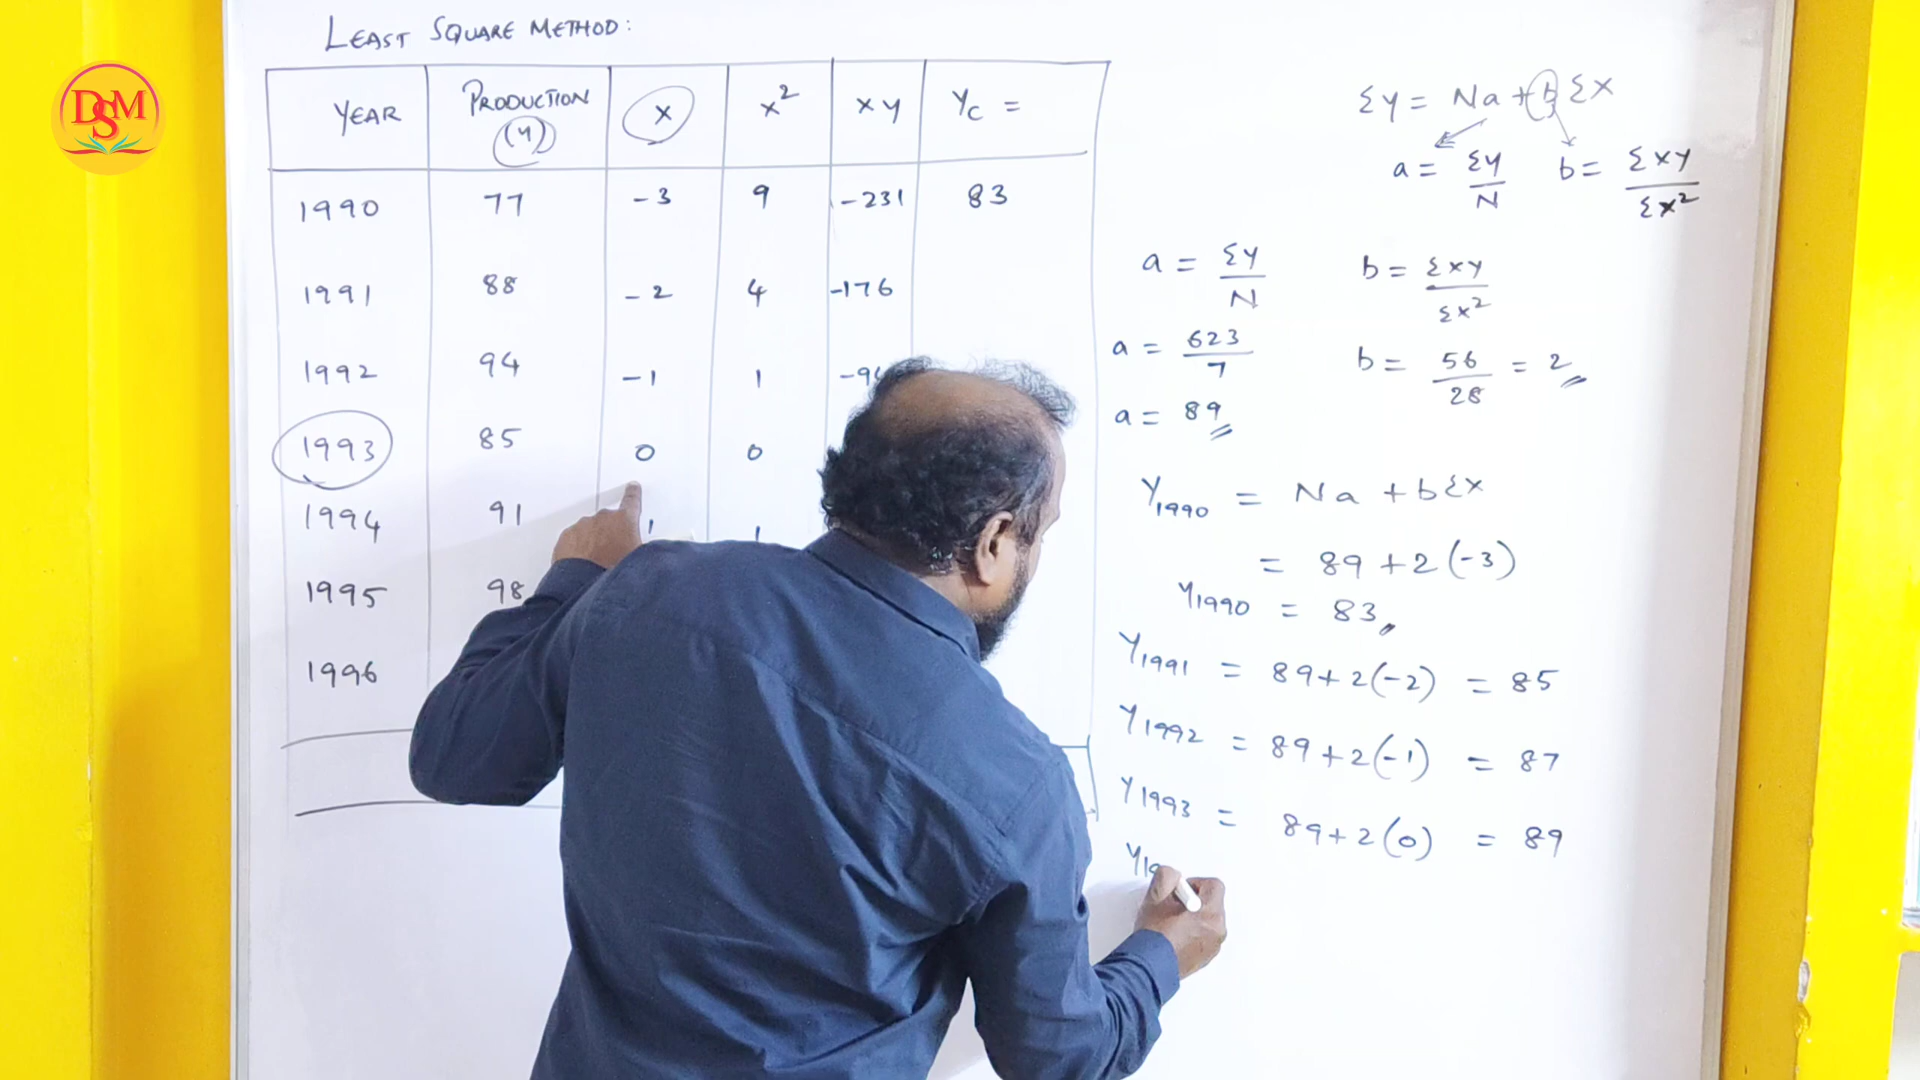 DSM
LEAST SQUARE METHOD:
YEAR PRODUCTION (Y) X X² XY Yc =
1990 77 -3 9 -231 83
1991 88 -2 4 -176
1992 94 -1 1
1993 85 0 0
1994 91 1 1
1995 98
1996
ΣY = Na + b ΣX
a = ΣY/N b = ΣXY/ΣX²
a = ΣY/N b = ΣXY/ΣX²
a = 623/7 b = 56/28 = 2
a = 89
Y1990 = Na + bΣX
= 89 + 2 (-3)
Y1990 = 83
Y1991 = 89+2(-2) = 85
Y1992 = 89+2(-1) = 87
Y1993 = 89+2(0) = 89